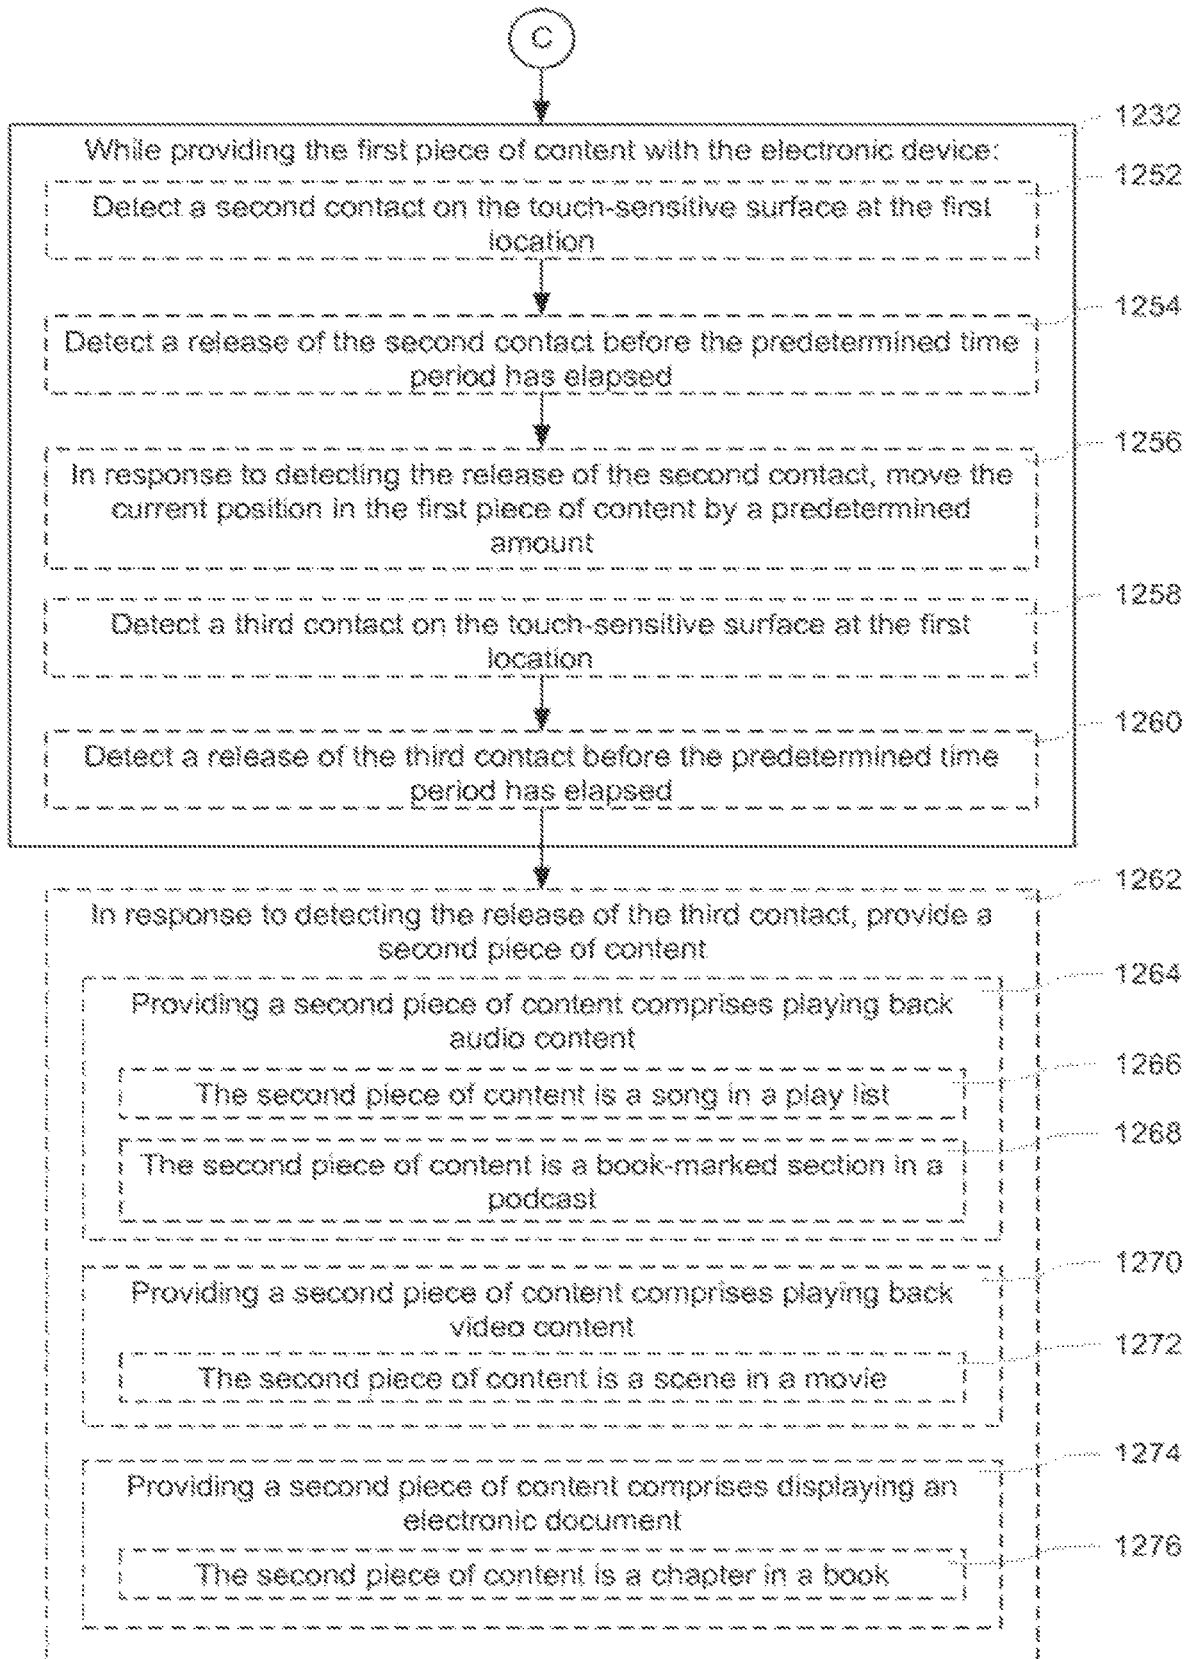 C
1232
While providing the first piece of content with the electronic device:
1252
Detect a second contact on the touch-sensitive surface at the first
location
1254
Detect a release of the second contact before the predetermined time
period has elapsed
1256
In response to detecting the release of the second contact, move the
current position in the first piece of content by a predetermined
amount
1258
Detect a third contact on the touch-sensitive surface at the first
location
1260
Detect a release of the third contact before the predetermined time
period has elapsed
1262
In response to detecting the release of the third contact, provide a
second piece of content
1264
Providing a second piece of content comprises playing back
audio content
1266
The second piece of content is a song in a play list
1268
The second piece of content is a book-marked section in a
podcast
1270
Providing a second piece of content comprises playing back
video content
1272
The second piece of content is a scene in a movie
1274
Providing a second piece of content comprises displaying an
electronic document
1276
The second piece of content is a chapter in a book